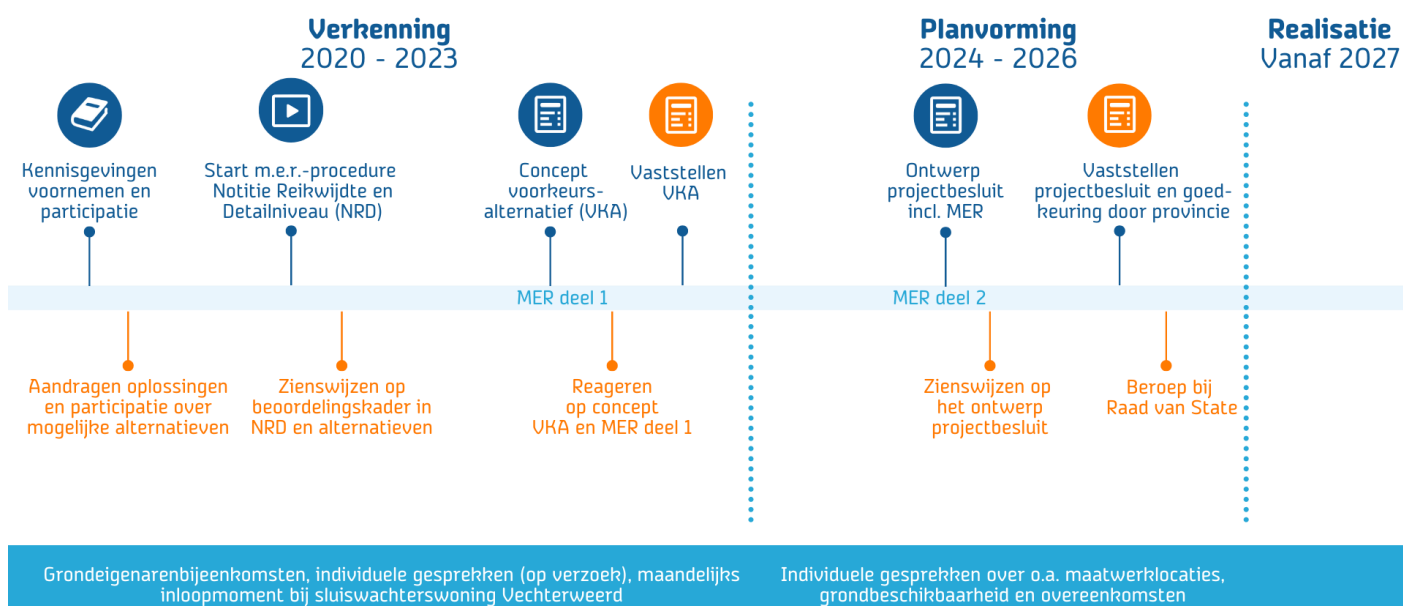 Verkenning
2020 - 2023
Planvorming
2024 - 2026
Realisatie
Vanaf 2027
Kennisgevingen
voornemen en
participatie
Start m.e.r.-procedure
Notitie Reikwijdte en
Detailniveau (NRD)
Concept
voorkeurs-
alternatief (VKA)
Vaststellen
VKA
Ontwerp
projectbesluit
incl. MER
Vaststellen
projectbesluit en goed-
keuring door provincie
MER deel 1
MER deel 2
Aandragen oplossingen
en participatie over
mogelijke alternatieven
Zienswijzen op
beoordelingskader in
NRD en alternatieven
Reageren
op concept
VKA en MER deel 1
Zienswijzen op
het ontwerp
projectbesluit
Beroep bij
Raad van State
Grondeigenarenbijeenkomsten, individuele gesprekken (op verzoek), maandelijks
inloopmoment bij sluiswachterswoning Vechterweerd
Individuele gesprekken over o.a. maatwerklocaties,
grondbeschikbaarheid en overeenkomsten